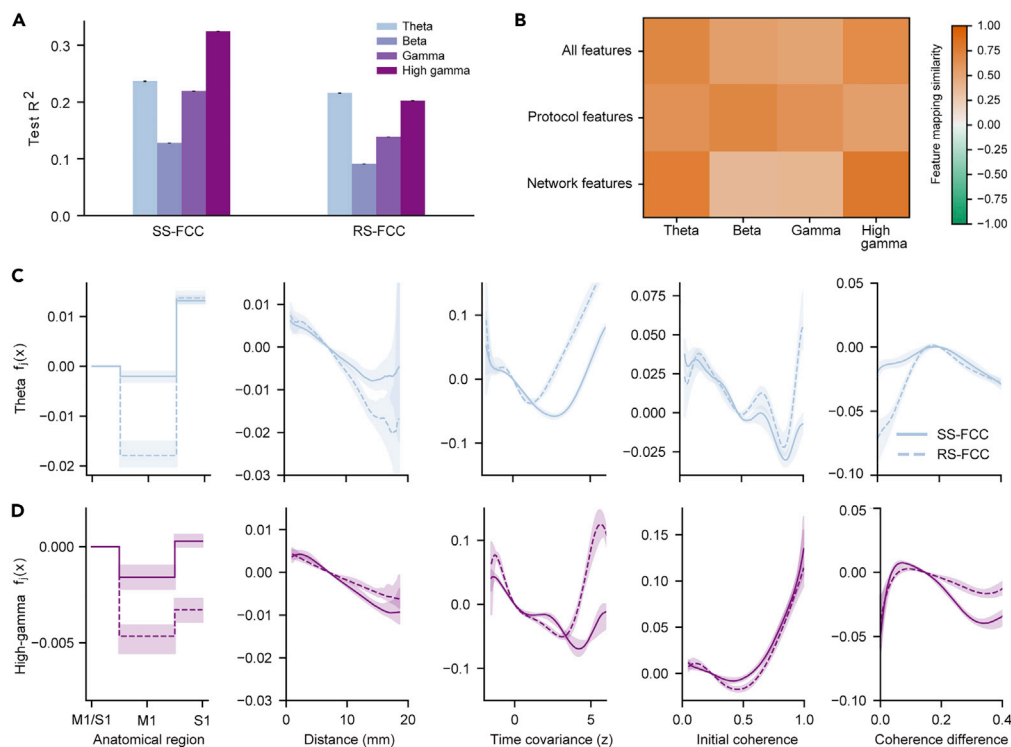 A
Test R²
0.3
0.2
0.1
0.0
Theta
Beta
Gamma
High gamma
SS-FCC
RS-FCC
B
All features
Protocol features
Network features
Theta
Beta
Gamma
High
gamma
1.00
0.75
0.50
0.25
0.00
−0.25
−0.50
−0.75
−1.00
Feature mapping similarity
C
Theta fj(x)
0.01
0.00
−0.01
−0.02
0.01
0.00
−0.01
−0.02
−0.03
0.1
0.0
−0.1
0.075
0.050
0.025
0.000
−0.025
0.00
−0.05
−0.10
SS-FCC
RS-FCC
D
High-gamma fj(x)
0.000
−0.005
M1/S1
M1
S1
Anatomical region
0.01
0.00
−0.01
−0.02
−0.03
0
10
20
Distance (mm)
0.1
0.0
−0.1
0
5
Time covariance (z)
0.15
0.10
0.05
0.00
0.0
0.5
1.0
Initial coherence
0.00
−0.05
−0.10
0.0
0.2
0.4
Coherence difference